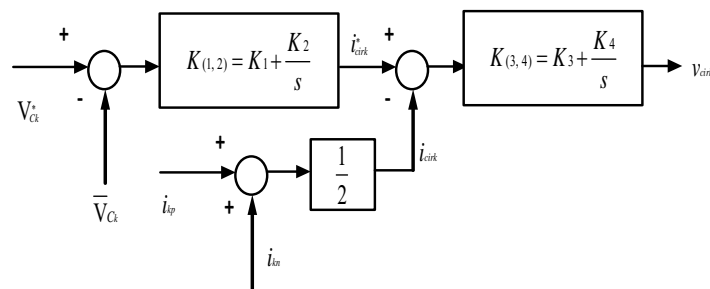 +
-
V*Ck
V̅Ck
K(1, 2) = K1 + K2/s
i*cirk
+
-
K(3, 4) = K3 + K4/s
vcirk
ikp
+
+
ikn
1/2
icirk